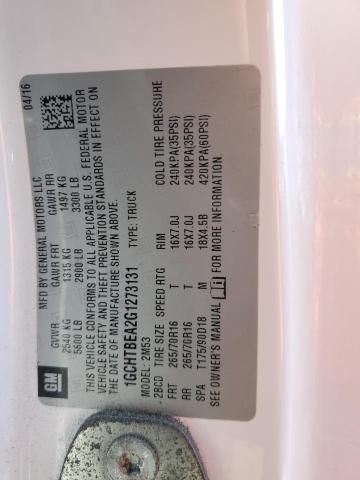 GM
MFD BY GENERAL MOTORS LLC
04/16
GVWR GAWR FRT GAWR RR
2540 KG 1315 KG 1497 KG
5600 LB 2900 LB 3300 LB
THIS VEHICLE CONFORMS TO ALL APPLICABLE U.S. FEDERAL MOTOR
VEHICLE SAFETY AND THEFT PREVENTION STANDARDS IN EFFECT ON
THE DATE OF MANUFACTURE SHOWN ABOVE.
1GCHTBEA2G1273131 TYPE: TRUCK
MODEL: 2M53
-2BCD TIRE SIZE SPEED RTG RIM COLD TIRE PRESSURE
FRT 265/70R16 T 16X7.0J 240KPA(35PSI)
RR 265/70R16 T 16X7.0J 240KPA(35PSI)
SPA T175/90D18 M 18X4.5B 420KPA(60PSI)
SEE OWNER'S MANUAL FOR MORE INFORMATION.